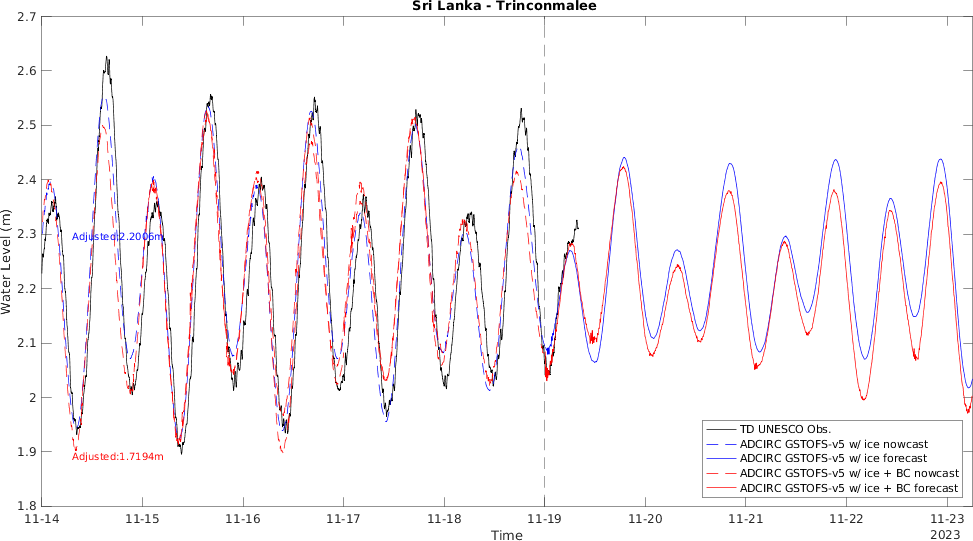 Sri Lanka - Trinconmalee
2.7
2.6
2.5
2.4
2.3
2.2
2.1
2
1.9
1.8
Water Level (m)
Adjusted:2.2006m
Adjusted:1.7194m
TD UNESCO Obs.
ADCIRC GSTOFS-v5 w/ ice nowcast
ADCIRC GSTOFS-v5 w/ ice forecast
ADCIRC GSTOFS-v5 w/ ice + BC nowcast
ADCIRC GSTOFS-v5 w/ ice + BC forecast
11-14 11-15 11-16 11-17 11-18 11-19 11-20 11-21 11-22 11-23
2023
Time